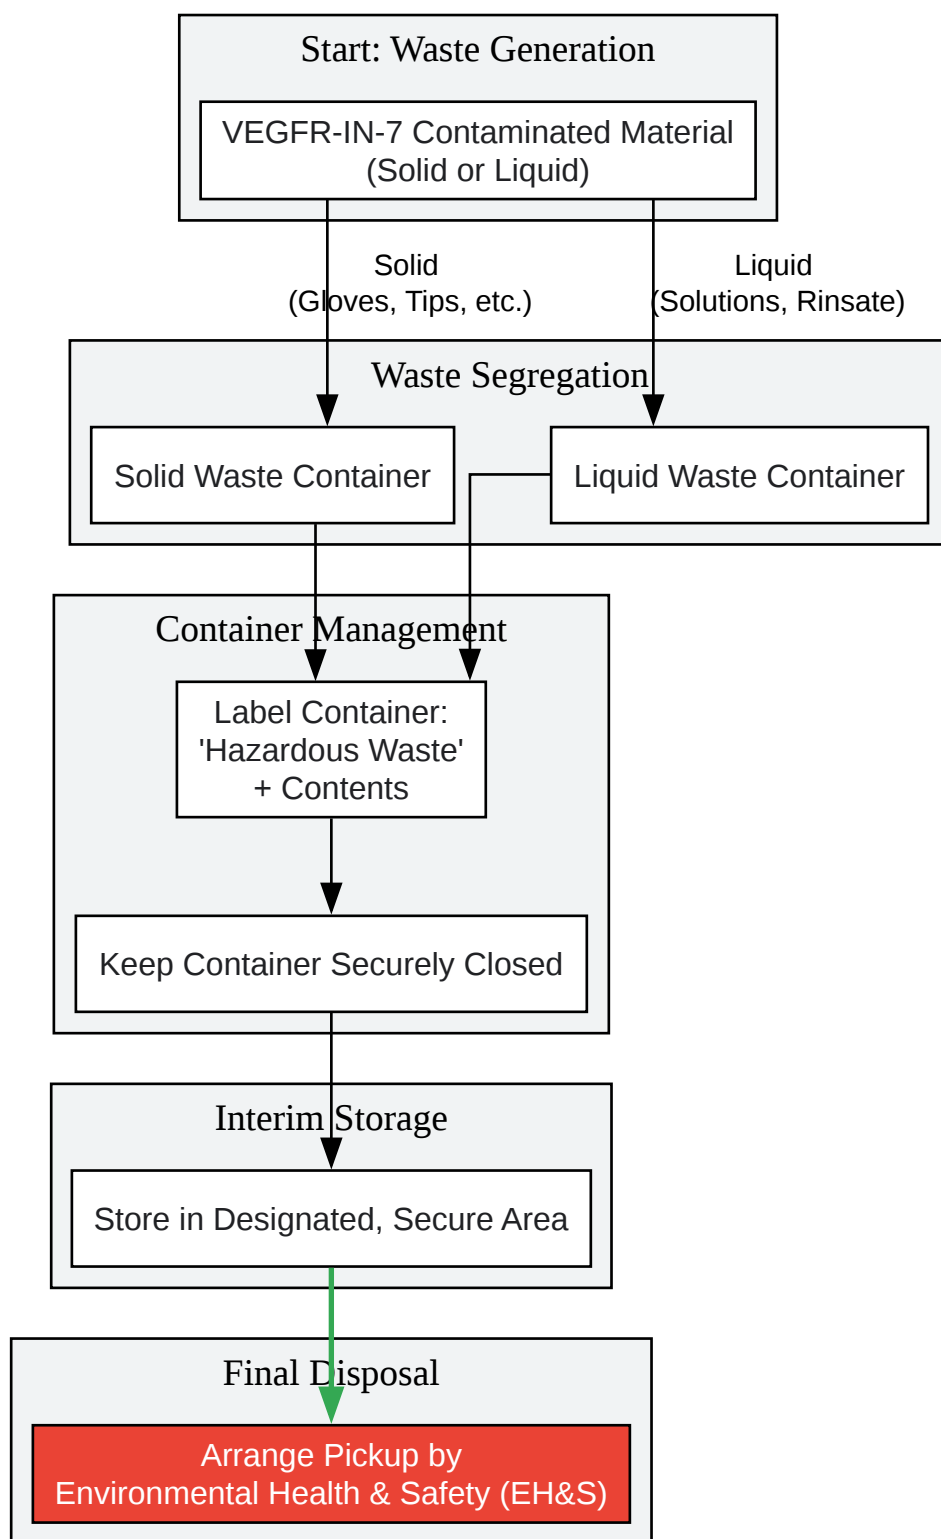 Start: Waste Generation
VEGFR-IN-7 Contaminated Material
(Solid or Liquid)
Solid
(Gloves, Tips, etc.)
Liquid
(Solutions, Rinsate)
Waste Segregation
Solid Waste Container
Liquid Waste Container
Container Management
Label Container:
'Hazardous Waste'
+ Contents
Keep Container Securely Closed
Interim Storage
Store in Designated, Secure Area
Final Disposal
Arrange Pickup by
Environmental Health & Safety (EH&S)